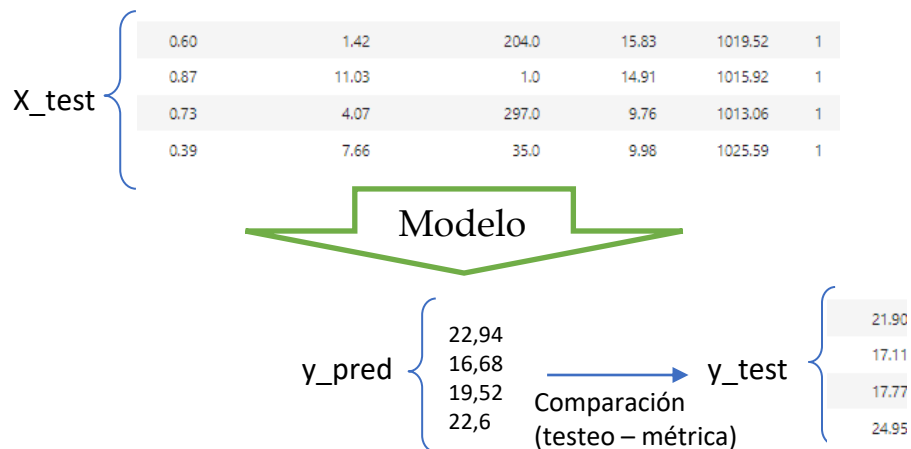 0.60 1.42 204.0 15.83 1019.52 1
0.87 11.03 1.0 14.91 1015.92 1
X_test
0.73 4.07 297.0 9.76 1013.06 1
0.39 7.66 35.0 9.98 1025.59 1
Modelo
y_pred
22,94
16,68
19,52
22,6
Comparación
(testeo – métrica)
y_test
21.90
17.11
17.77
24.95